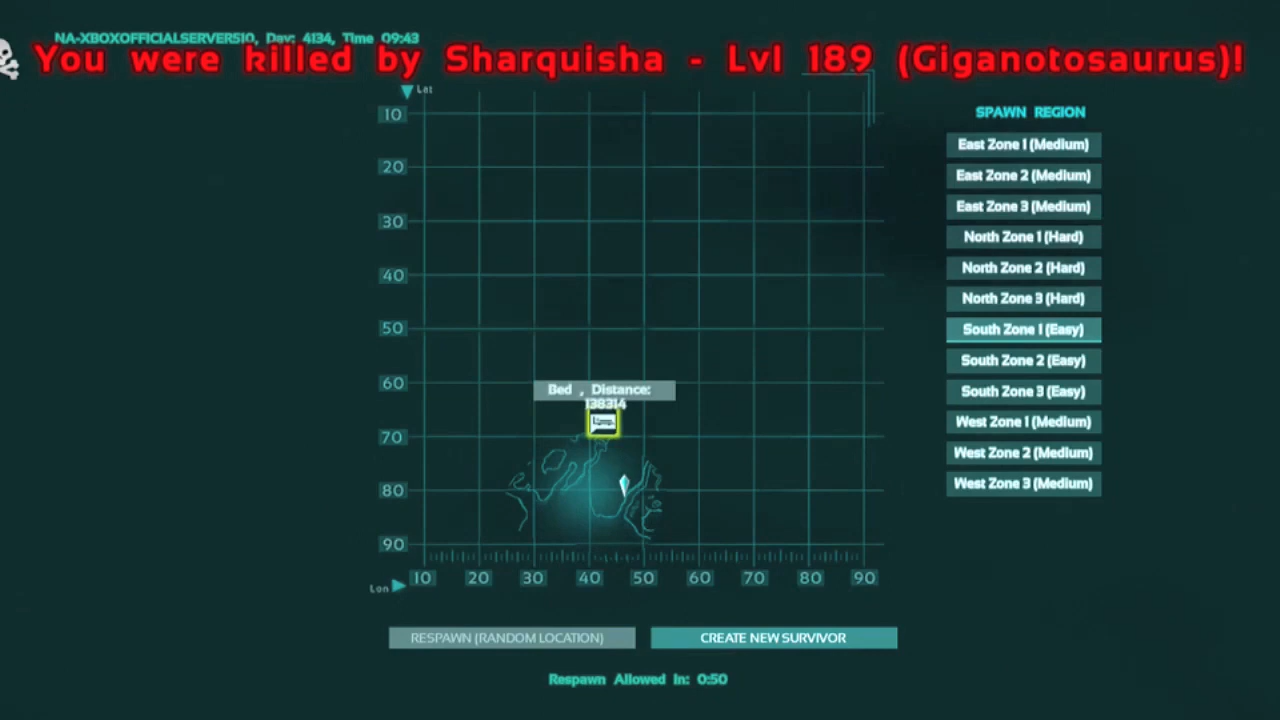 NA-XBOXOFFICIALSERVER510, Day: 4134, Time 09:43
You were killed by Sharquisha - Lvl 189 (Giganotosaurus)!
Lat
10
20
30
40
50
60
70
80
90
Bed , Distance:
138314
Lon
10 20 30 40 50 60 70 80 90
SPAWN REGION
East Zone 1 (Medium)
East Zone 2 (Medium)
East Zone 3 (Medium)
North Zone 1 (Hard)
North Zone 2 (Hard)
North Zone 3 (Hard)
South Zone 1 (Easy)
South Zone 2 (Easy)
South Zone 3 (Easy)
West Zone 1 (Medium)
West Zone 2 (Medium)
West Zone 3 (Medium)
RESPAWN (RANDOM LOCATION)
CREATE NEW SURVIVOR
Respawn Allowed In: 0:50